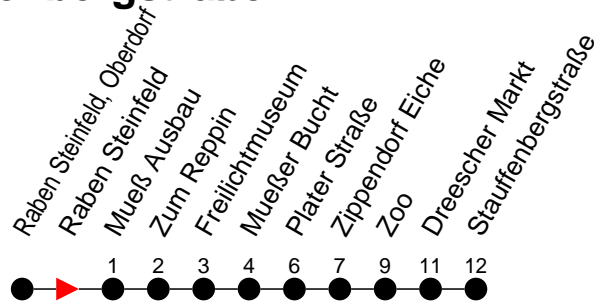 Raben Steinfeld, Oberdorf
Raben Steinfeld
Mueß Ausbau
Zum Reppin
Freilichtmuseum
Mueßer Bucht
Plater Straße
Zippendorf Eiche
Zoo
Dreescher Markt
Stauffenbergstraße
1 2 3 4 6 7 9 11 12